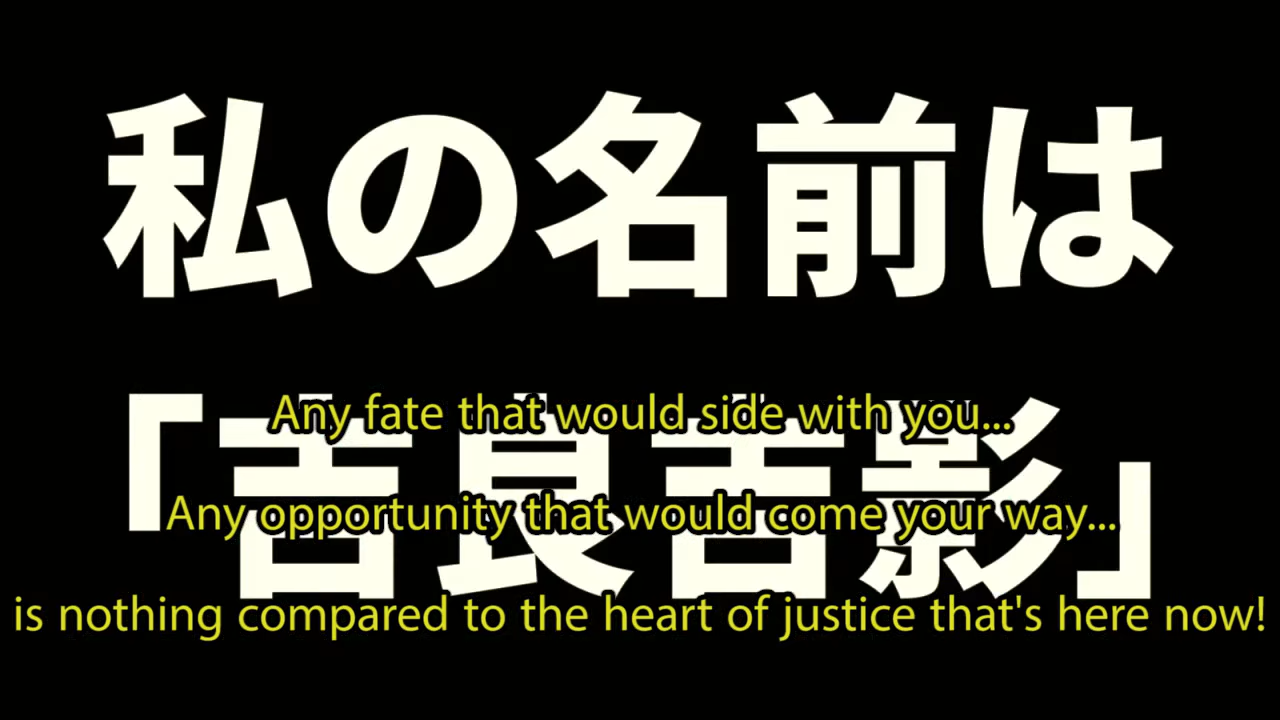 私の名前は
「吉良吉影」
Any fate that would side with you...
Any opportunity that would come your way...
is nothing compared to the heart of justice that's here now!